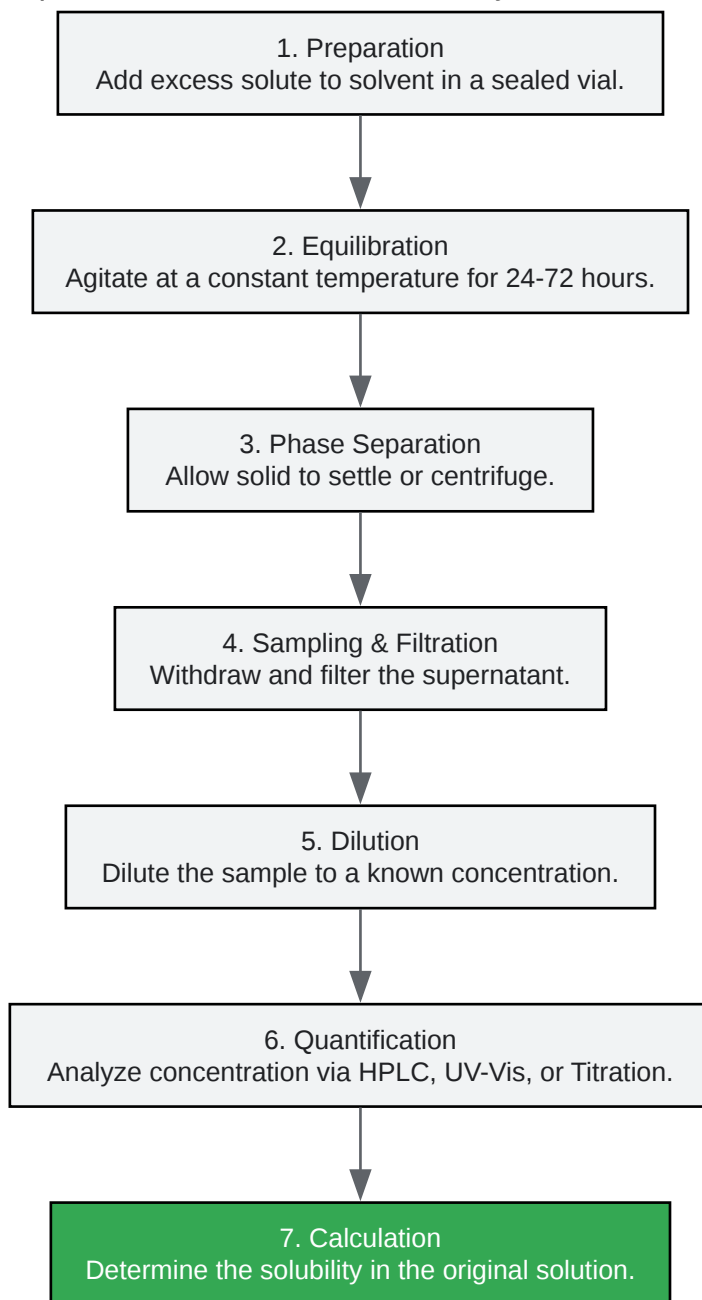 1. Preparation
Add excess solute to solvent in a sealed vial.
2. Equilibration
Agitate at a constant temperature for 24-72 hours.
3. Phase Separation
Allow solid to settle or centrifuge.
4. Sampling & Filtration
Withdraw and filter the supernatant.
5. Dilution
Dilute the sample to a known concentration.
6. Quantification
Analyze concentration via HPLC, UV-Vis, or Titration.
7. Calculation
Determine the solubility in the original solution.